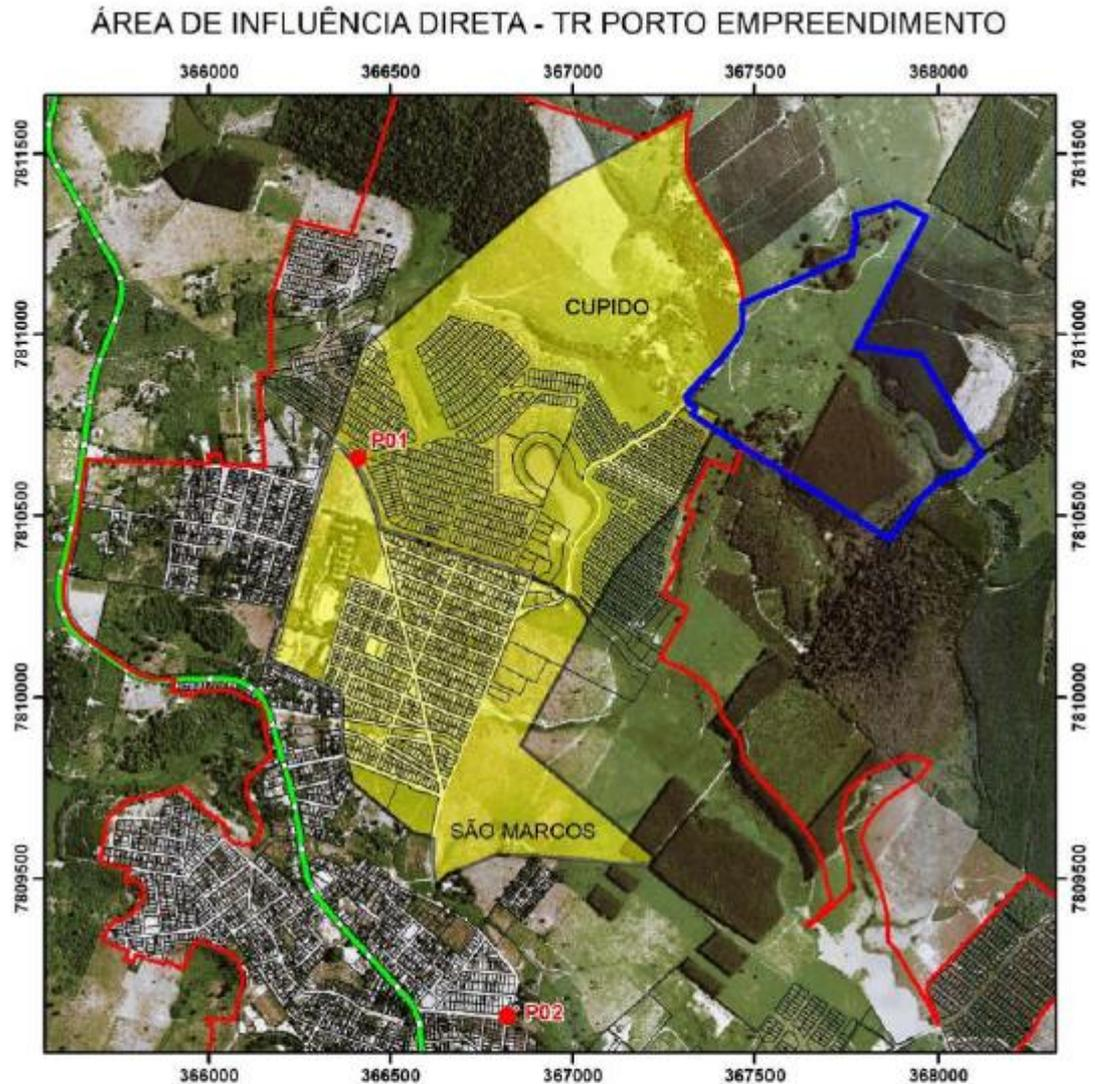 ÁREA DE INFLUÊNCIA DIRETA - TR PORTO EMPREENDIMENTO
366000 366500 367000 367500 368000
7811500 7811500
CUPIDO
7811000 7811000
P01
7810500 7810500
7810000 7810000
SÃO MARCOS
7809500 7809500
P02
366000 366500 367000 367500 368000